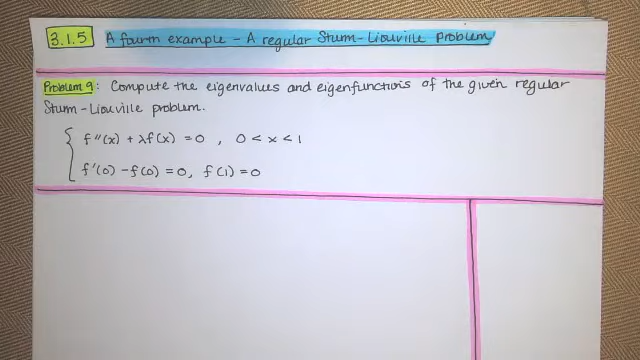 3.1.5 A fourth example - A regular Sturm-Liouville Problem
Problem 9: Compute the eigenvalues and eigenfunctions of the given regular
Sturm-Liouville problem.
f''(x) + λf(x) = 0, 0 < x < 1
f'(0) - f(0) = 0, f(1) = 0